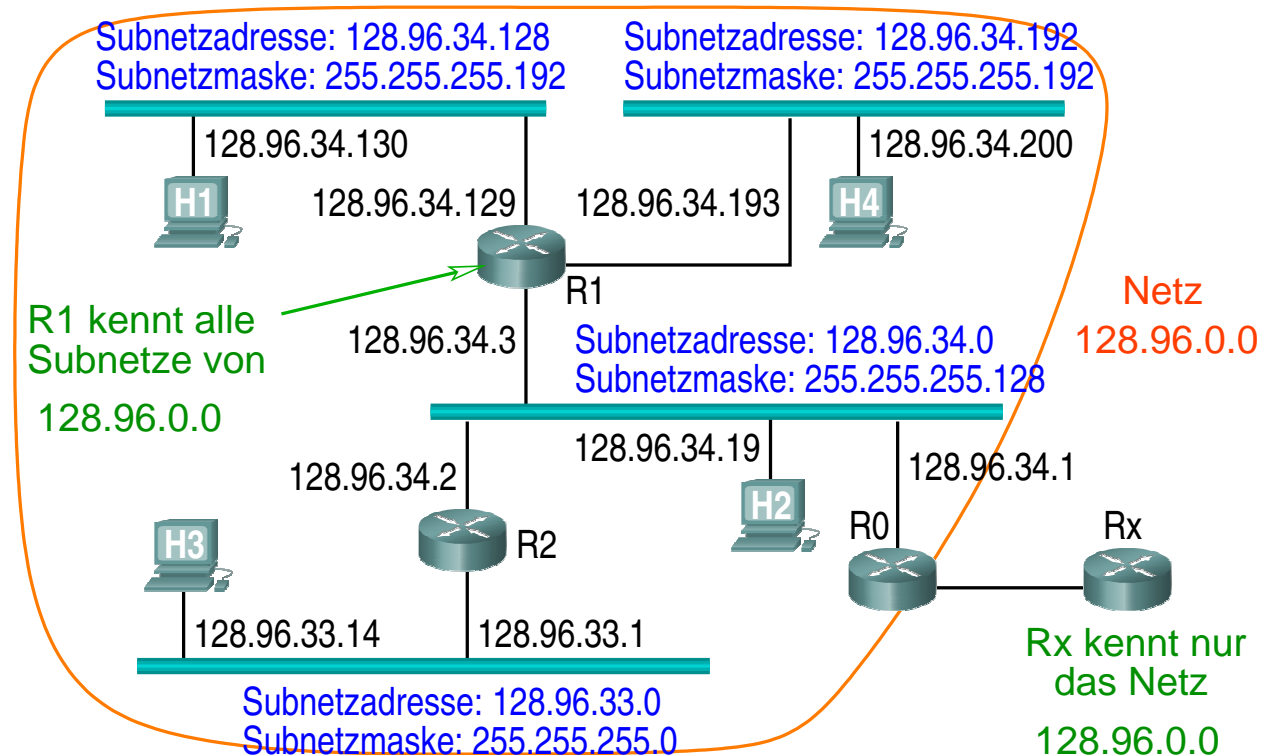 Subnetzadresse: 128.96.34.128
Subnetzmaske: 255.255.255.192
Subnetzadresse: 128.96.34.192
Subnetzmaske: 255.255.255.192
128.96.34.130
128.96.34.200
H1
128.96.34.129
128.96.34.193
H4
R1
R1 kennt alle
Subnetze von
128.96.0.0
128.96.34.3
Subnetzadresse: 128.96.34.0
Subnetzmaske: 255.255.255.128
Netz
128.96.0.0
128.96.34.19
128.96.34.1
128.96.34.2
H2
H3
R2
R0
Rx
128.96.33.14
128.96.33.1
Rx kennt nur
das Netz
128.96.0.0
Subnetzadresse: 128.96.33.0
Subnetzmaske: 255.255.255.0